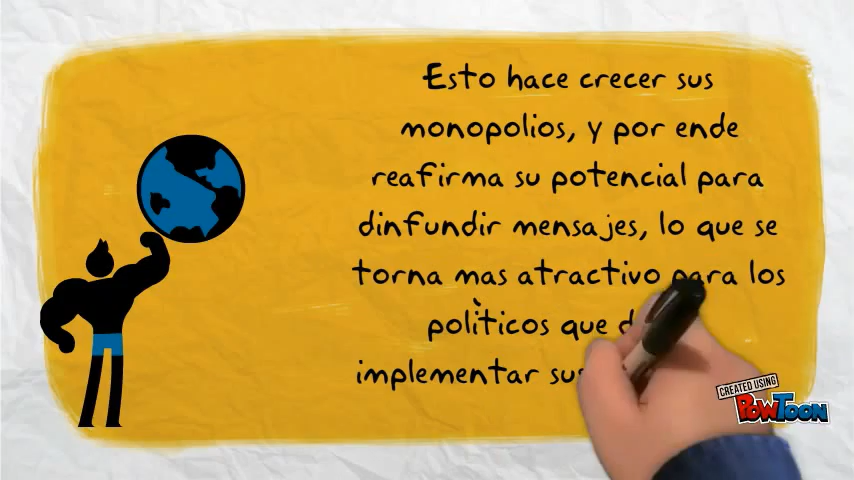 Esto hace crecer sus
monopolios, y por ende
reafirma su potencial para
dinfundir mensajes, lo que se
torna mas atractivo para los
polìticos que
implementar sus
CREATED USING
POWTOON